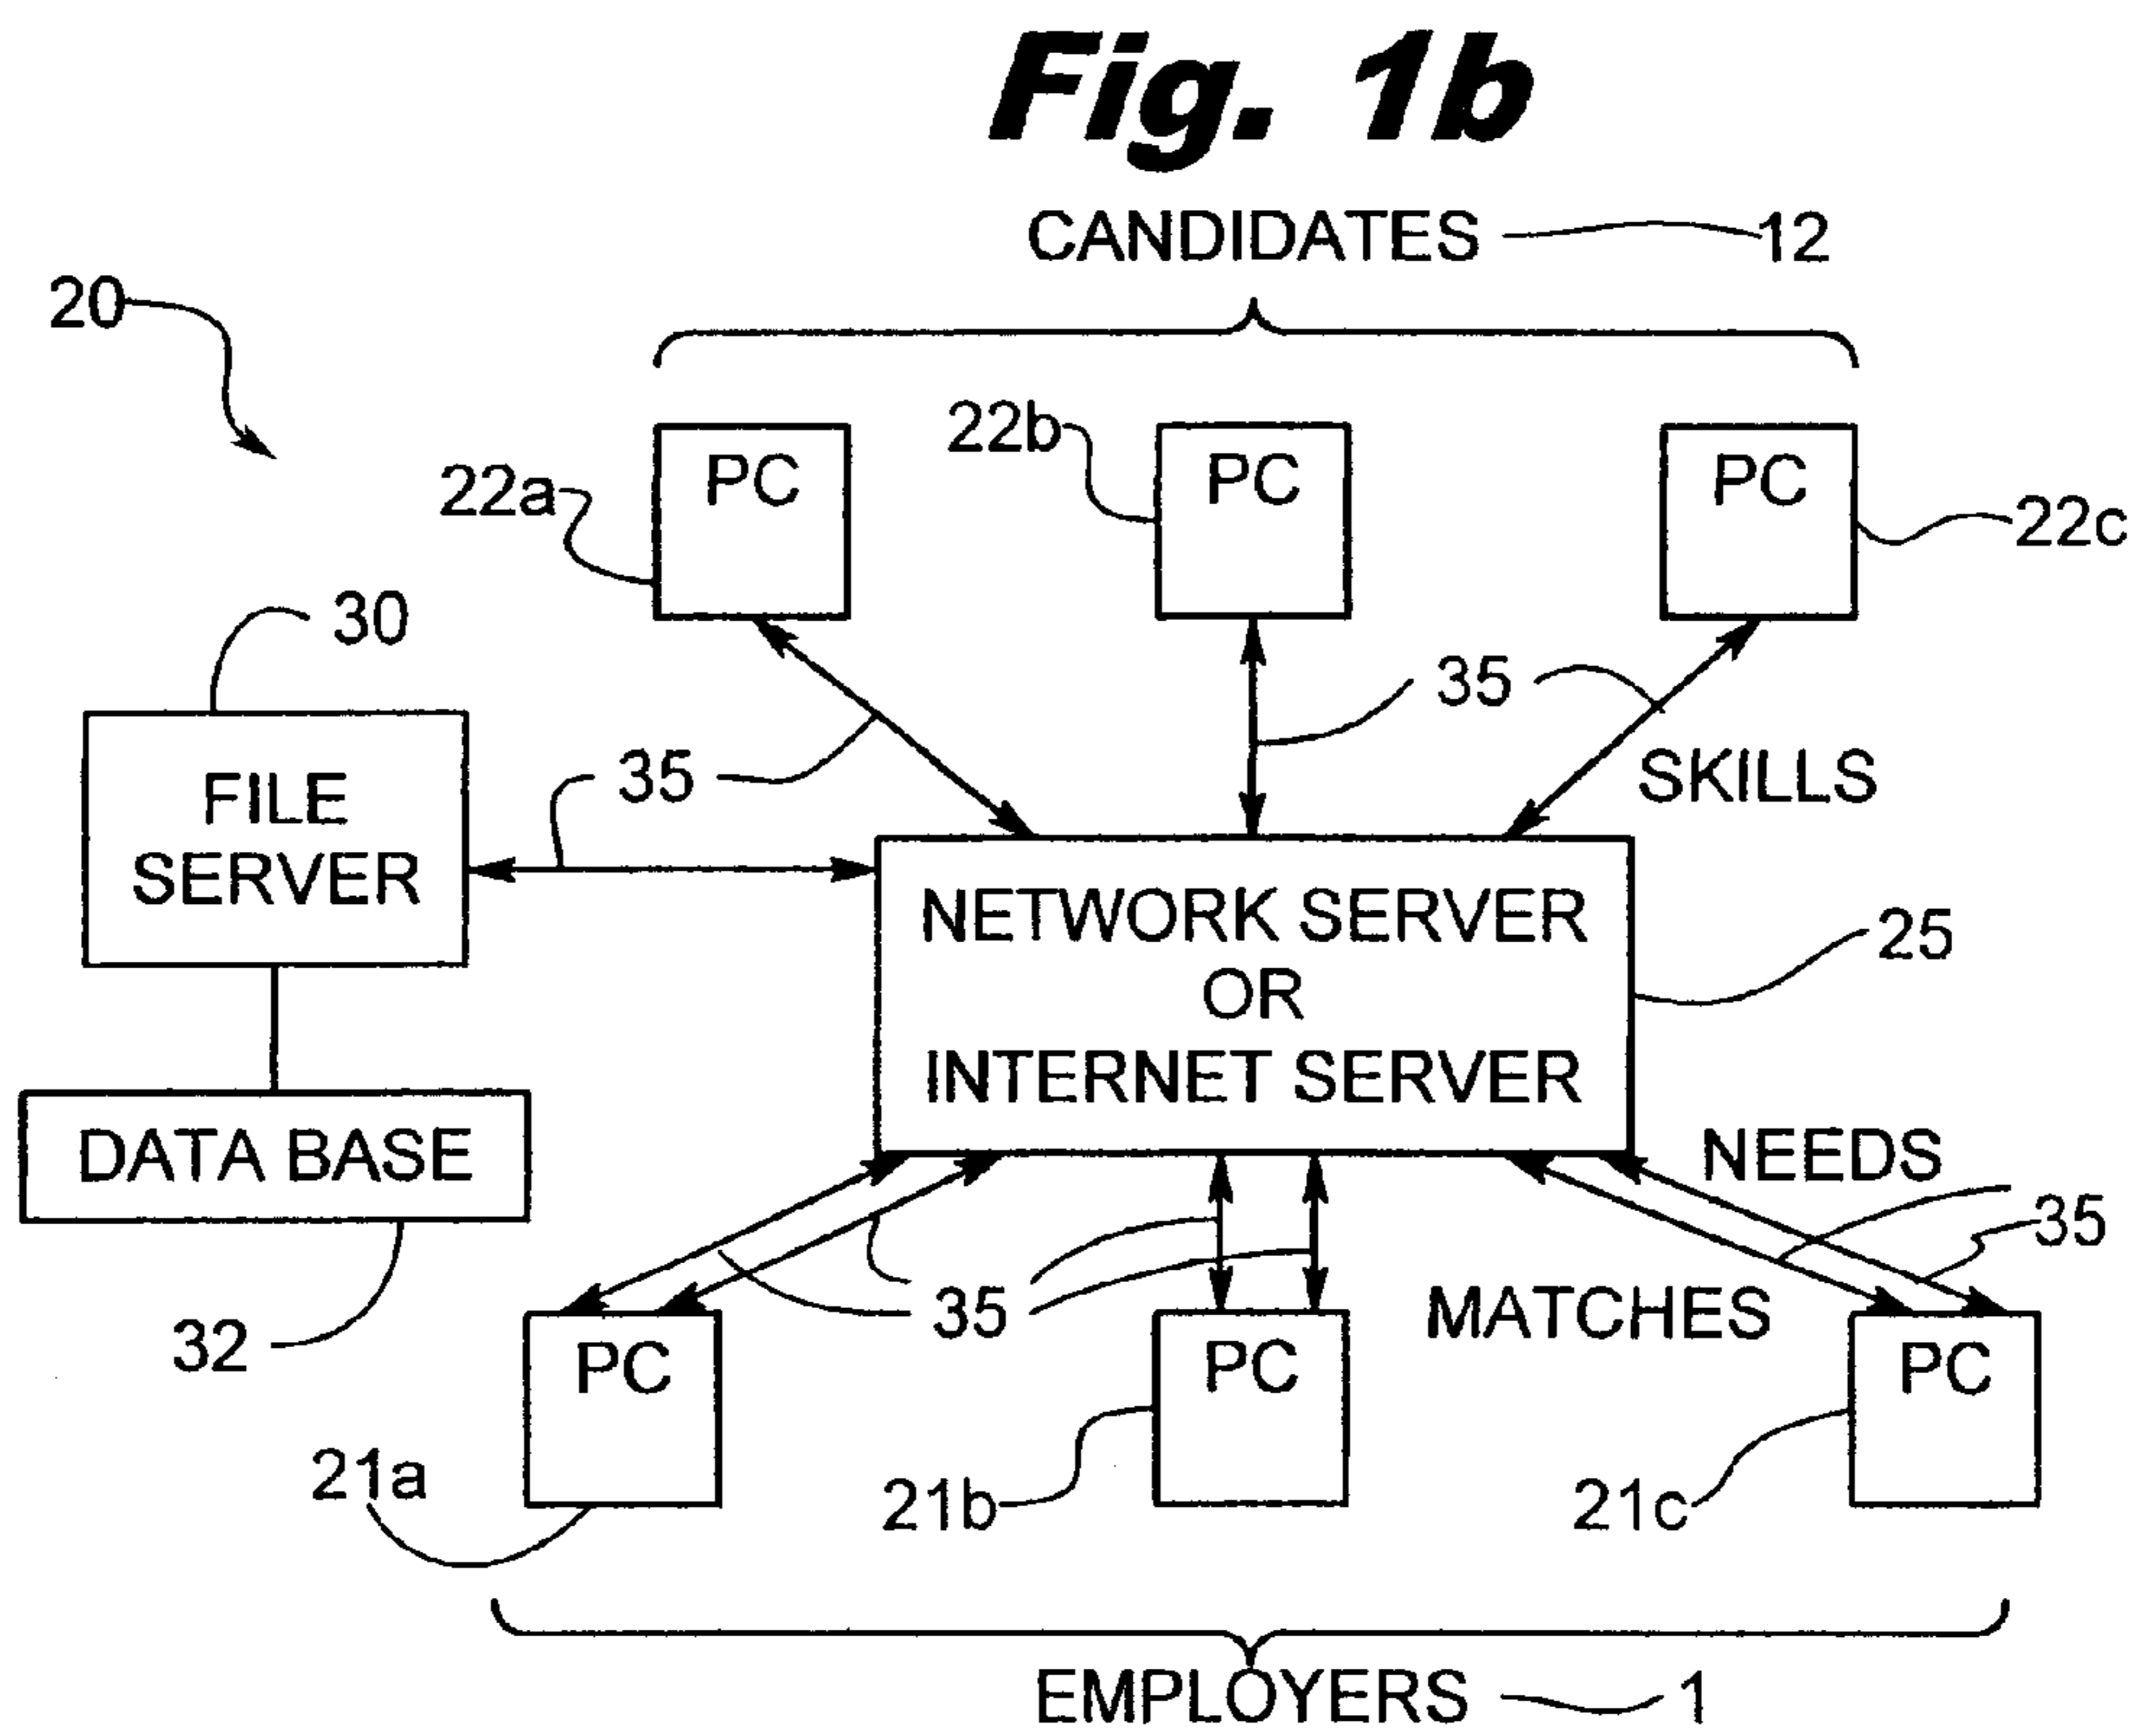 Fig. 1b
CANDIDATES 12
20
22a
PC
22b
PC
PC
22c
30
35
35
SKILLS
FILE
SERVER
NETWORK SERVER
OR
INTERNET SERVER
25
DATA BASE
32
NEEDS
35
35
MATCHES
PC
21a
PC
21b
PC
21c
EMPLOYERS 1